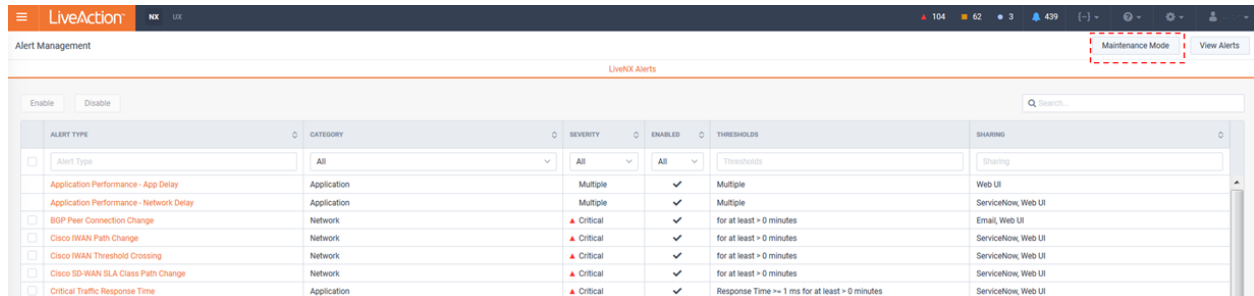 LiveAction NX UX 104 62 3 439 {-}
Alert Management Maintenance Mode View Alerts
LiveNX Alerts
Enable Disable Search...
ALERT TYPE CATEGORY SEVERITY ENABLED THRESHOLDS SHARING
Alert Type All All All Thresholds Sharing
Application Performance - App Delay Application Multiple Multiple Web UI
Application Performance - Network Delay Application Multiple Multiple ServiceNow, Web UI
BGP Peer Connection Change Network Critical for at least > 0 minutes Email, Web UI
Cisco IWAN Path Change Network Critical for at least > 0 minutes ServiceNow, Web UI
Cisco IWAN Threshold Crossing Network Critical for at least > 0 minutes ServiceNow, Web UI
Cisco SD-WAN SLA Class Path Change Network Critical for at least > 0 minutes ServiceNow, Web UI
Critical Traffic Response Time Application Critical Response Time >= 1 ms for at least > 0 minutes ServiceNow, Web UI